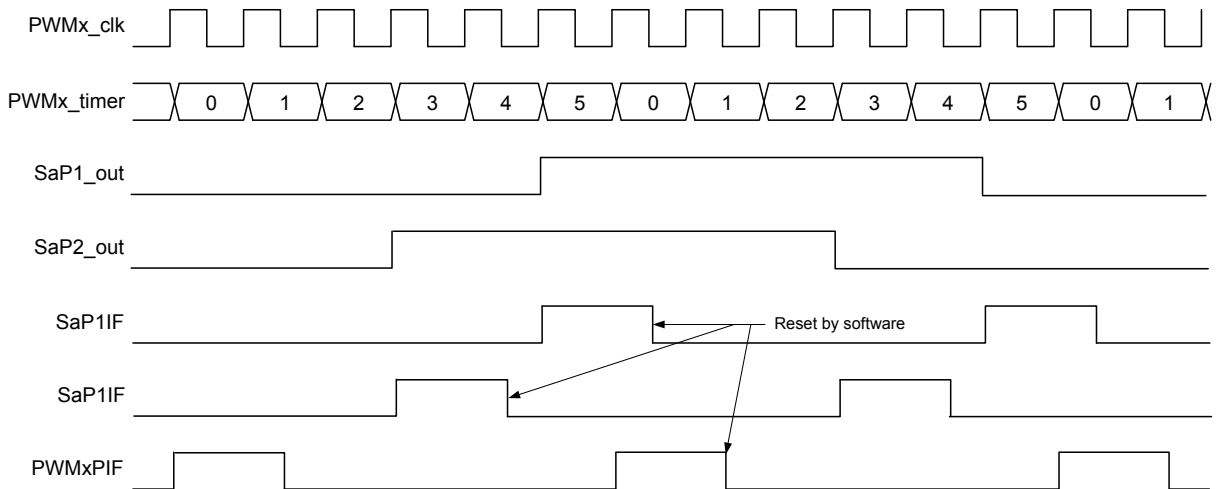 PWMx_clk
PWMx_timer 0 1 2 3 4 5 0 1 2 3 4 5 0 1
SaP1_out
SaP2_out
SaP1IF
Reset by software
SaP1IF
PWMxPIF